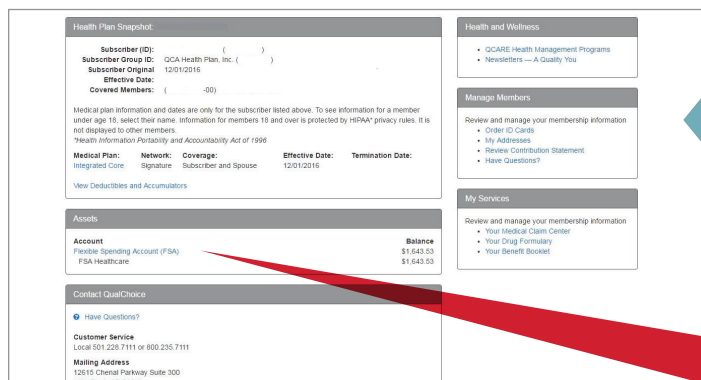 Health Plan Snapshot:
Subscriber (ID): ( )
Subscriber Group ID: QCA Health Plan, Inc. ( )
Subscriber Original 12/01/2016
Effective Date:
Covered Members: ( -00)
Medical plan information and dates are only for the subscriber listed above. To see information for a member
under age 18, select their name. Information for members 18 and over is protected by HIPAA* privacy rules. It is
not displayed to other members.
*Health Information Portability and Accountability Act of 1996
Medical Plan: Network: Coverage: Effective Date: Termination Date:
Integrated Core Signature Subscriber and Spouse 12/01/2016
View Deductibles and Accumulators
Assets
Account Balance
Flexible Spending Account (FSA) $1,643.53
FSA Healthcare $1,643.53
Contact QualChoice
Have Questions?
Customer Service
Local 501.228.7111 or 800.235.7111
Mailing Address
12615 Chenal Parkway Suite 300
Health and Wellness
• QCARE Health Management Programs
• Newsletters — A Quality You
Manage Members
Review and manage your membership information
• Order ID Cards
• My Addresses
• Review Contribution Statement
• Have Questions?
My Services
Review and manage your membership information
• Your Medical Claim Center
• Your Drug Formulary
• Your Benefit Booklet